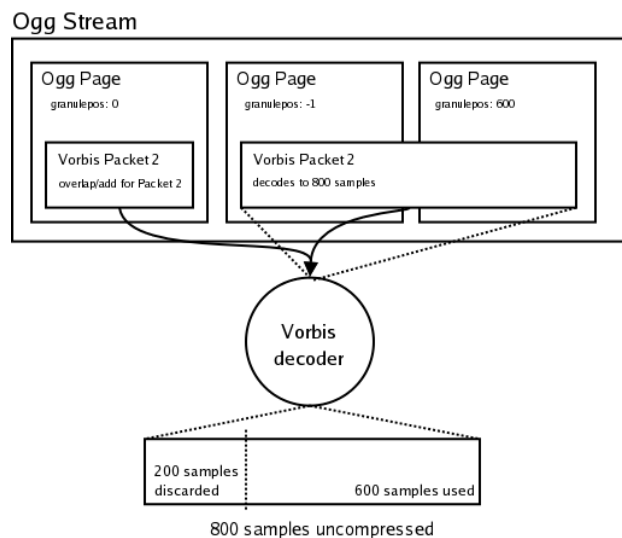 Ogg Stream
Ogg Page
granulepos: 0
Vorbis Packet 2
overlap/add for Packet 2
Ogg Page
granulepos: -1
Ogg Page
granulepos: 600
Vorbis Packet 2
decodes to 800 samples
Vorbis
decoder
200 samples
discarded
600 samples used
800 samples uncompressed